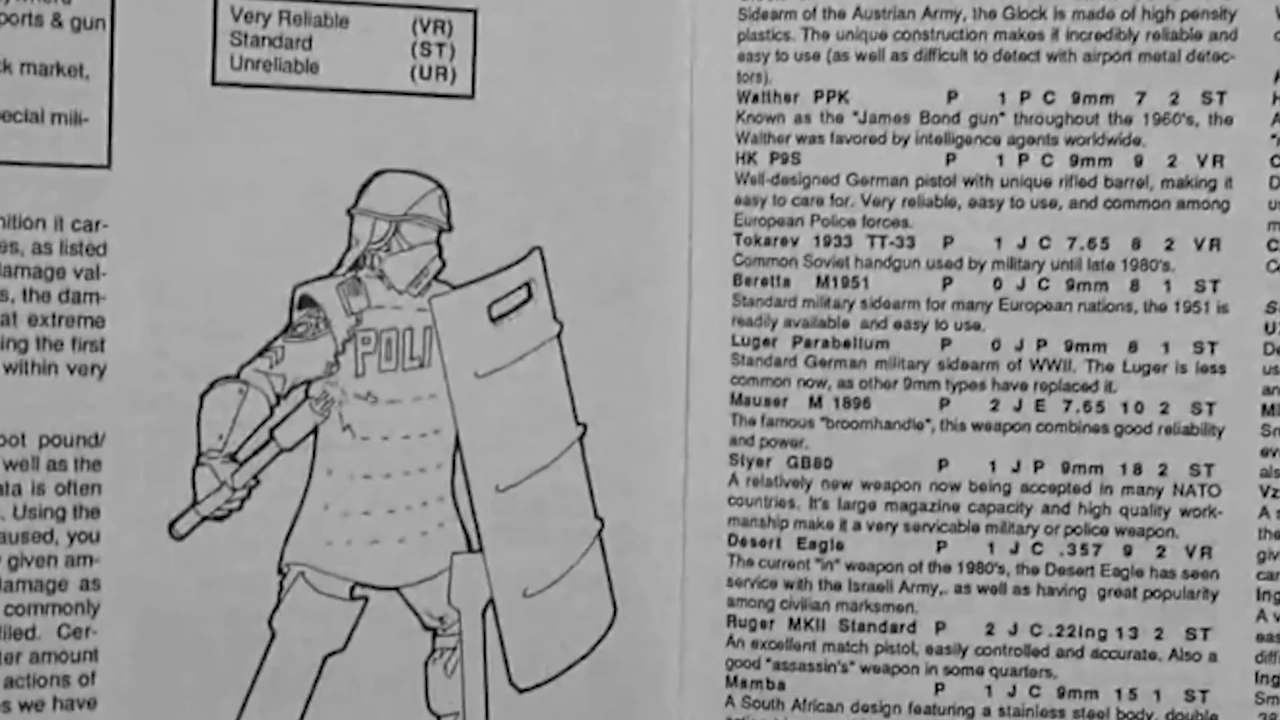 ports & gun
k market,
ecial mili-
Very Reliable (VR)
Standard (ST)
Unreliable (UR)
nition it car-
es, as listed
damage val-
s, the dam-
at extreme
ing the first
within very
oot pound/
well as the
ata is often
. Using the
aused, you
given am-
damage as
commonly
iled. Cer-
ter amount
actions of
s we have
POLI
Sidearm of the Austrian Army, the Glock is made of high density
plastics. The unique construction makes it incredibly reliable and
easy to use (as well as difficult to detect with airport metal detec-
tors).
Walther PPK P 1 P C 9mm 7 2 ST
Known as the "James Bond gun" throughout the 1960's, the
Walther was favored by intelligence agents worldwide.
HK P9S P 1 P C 9mm 9 2 VR
Well-designed German pistol with unique rifled barrel, making it
easy to care for. Very reliable, easy to use, and common among
European Police forces.
Tokarev 1933 TT-33 P 1 J C 7.65 8 2 VR
Common Soviet handgun used by military until late 1980's.
Beretta M1951 P 0 J C 9mm 8 1 ST
Standard military sidearm for many European nations, the 1951 is
readily available and easy to use.
Luger Parabellum P 0 J P 9mm 8 1 ST
Standard German military sidearm of WWII. The Luger is less
common now, as other 9mm types have replaced it.
Mauser M 1896 P 2 J E 7.65 10 2 ST
The famous "broomhandle", this weapon combines good reliability
and power.
Styer GB80 P 1 J P 9mm 18 2 ST
A relatively new weapon now being accepted in many NATO
countries. It's large magazine capacity and high quality work-
manship make it a very servicable military or police weapon.
Desert Eagle P 1 J C .357 9 2 VR
The current "in" weapon of the 1980's, the Desert Eagle has seen
service with the Israeli Army,. as well as having great popularity
among civilian marksmen.
Ruger MKII Standard P 2 J C .22lng 13 2 ST
An excellent match pistol, easily controlled and accurate. Also a
good "assassin's" weapon in some quarters.
Mamba P 1 J C 9mm 15 1 ST
A South African design featuring a stainless steel body, double